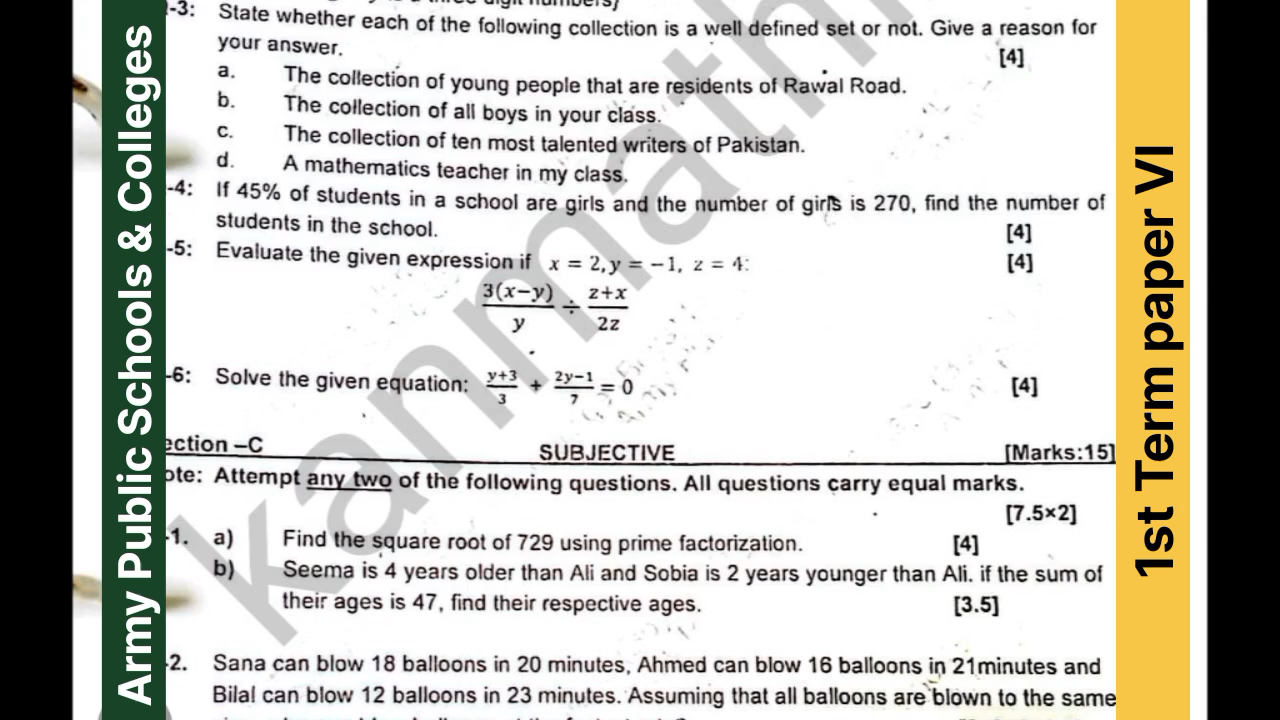 Army Public Schools & Colleges
-3: State whether each of the following collection is a well defined set or not. Give a reason for
your answer. [4]
a. The collection of young people that are residents of Rawal Road.
b. The collection of all boys in your class.
c. The collection of ten most talented writers of Pakistan.
d. A mathematics teacher in my class.
-4: If 45% of students in a school are girls and the number of girls is 270, find the number of
students in the school. [4]
-5: Evaluate the given expression if x = 2, y = −1, z = 4: [4]
3(x−y)/y ÷ z+x/2z
-6: Solve the given equation: y+3/3 + 2y−1/7 = 0 [4]
ection –C SUBJECTIVE [Marks:15]
ote: Attempt any two of the following questions. All questions carry equal marks.
[7.5×2]
1. a) Find the square root of 729 using prime factorization. [4]
b) Seema is 4 years older than Ali and Sobia is 2 years younger than Ali. if the sum of
their ages is 47, find their respective ages. [3.5]
2. Sana can blow 18 balloons in 20 minutes, Ahmed can blow 16 balloons in 21minutes and
Bilal can blow 12 balloons in 23 minutes. Assuming that all balloons are blown to the same
1st Term paper VI
kanmath